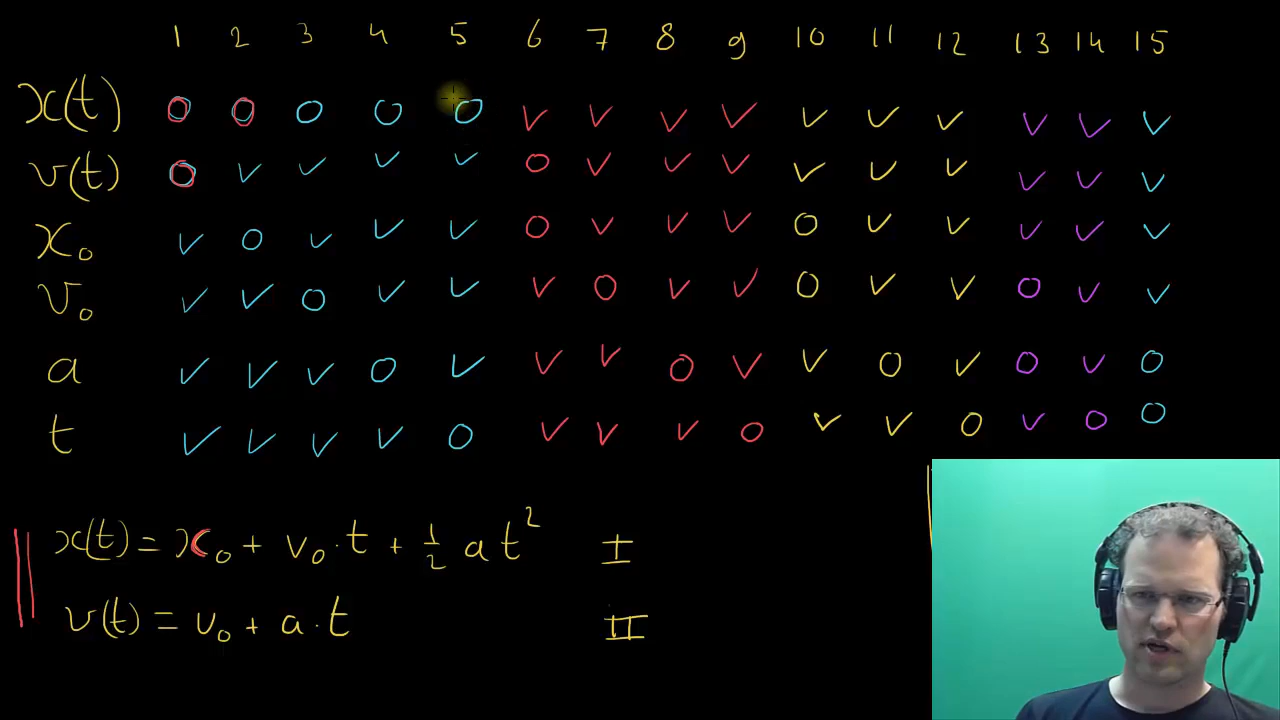 1 2 3 4 5 6 7 8 9 10 11 12 13 14 15
x(t) O O O O O ✓ ✓ ✓ ✓ ✓ ✓ ✓ ✓ ✓ ✓
v(t) O ✓ ✓ ✓ ✓ O ✓ ✓ ✓ ✓ ✓ ✓ ✓ ✓ ✓
x₀ ✓ O ✓ ✓ ✓ O ✓ ✓ ✓ O ✓ ✓ ✓ ✓ ✓
v₀ ✓ ✓ O ✓ ✓ ✓ O ✓ ✓ O ✓ ✓ O ✓ ✓
a ✓ ✓ ✓ O ✓ ✓ ✓ O ✓ ✓ O ✓ O ✓ O
t ✓ ✓ ✓ ✓ O ✓ ✓ ✓ O ✓ ✓ O ✓ O O
x(t) = x₀ + v₀ · t + ½ a t² I
v(t) = v₀ + a · t II